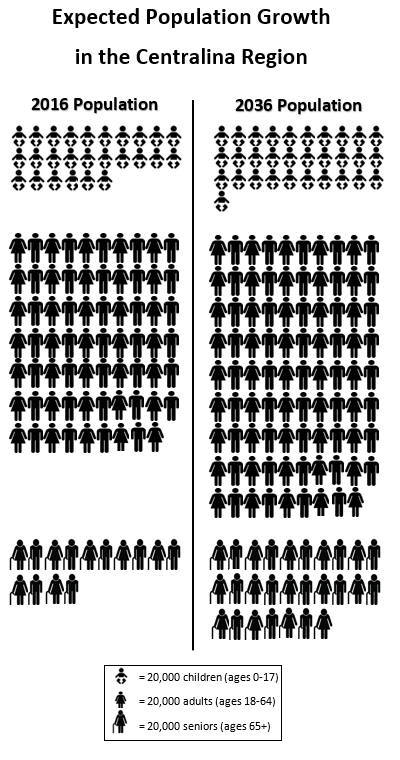 Expected Population Growth
in the Centralina Region
2016 Population
2036 Population
= 20,000 children (ages 0-17)
= 20,000 adults (ages 18-64)
= 20,000 seniors (ages 65+)